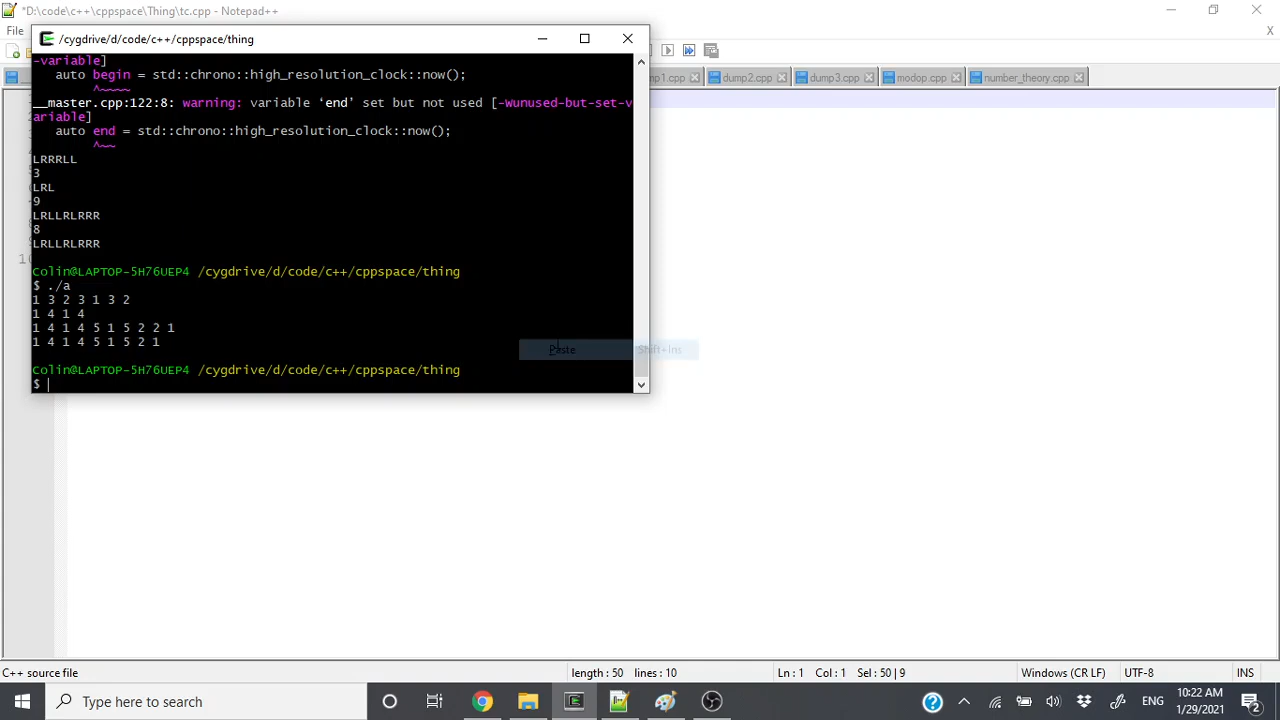 *D:\code\c++\cppspace\Thing\tc.cpp - Notepad++
File
X
/cygdrive/d/code/c++/cppspace/thing
mp1.cpp
dump2.cpp
dump3.cpp
modop.cpp
number_theory.cpp
-variable]
auto begin = std::chrono::high_resolution_clock::now();
^~~~~
__master.cpp:122:8: warning: variable ‘end’ set but not used [-Wunused-but-set-v
ariable]
auto end = std::chrono::high_resolution_clock::now();
^~~
LRRRLL
3
LRL
9
LRLLRLRRR
8
LRLLRLRRR
Colin@LAPTOP-5H76UEP4 /cygdrive/d/code/c++/cppspace/thing
$ ./a
1 3 2 3 1 3 2
1 4 1 4
1 4 1 4 5 1 5 2 2 1
1 4 1 4 5 1 5 2 1
Colin@LAPTOP-5H76UEP4 /cygdrive/d/code/c++/cppspace/thing
$
Paste Shift+Ins
C++ source file
length : 50 lines : 10
Ln : 1 Col : 1 Sel : 50 | 9
Windows (CR LF)
UTF-8
INS
Type here to search
ENG
10:22 AM
1/29/2021
2